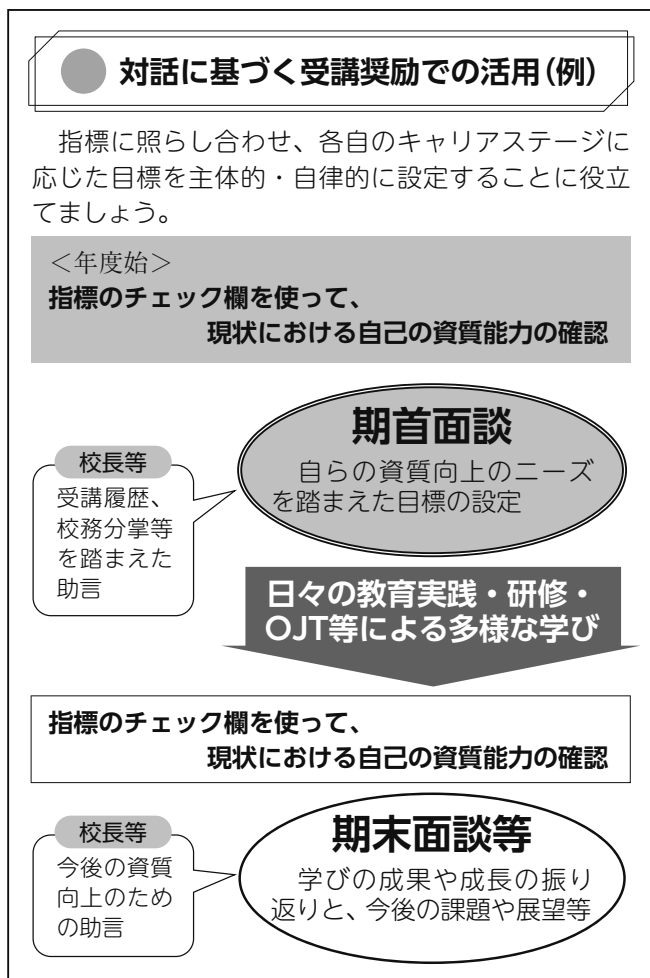 対話に基づく受講奨励での活用(例)
指標に照らし合わせ、各自のキャリアステージに
応じた目標を主体的・自律的に設定することに役立
てましょう。
＜年度始＞
指標のチェック欄を使って、
現状における自己の資質能力の確認
期首面談
自らの資質向上のニーズ
を踏まえた目標の設定
校長等
受講履歴、
校務分掌等
を踏まえた
助言
日々の教育実践・研修・
OJT等による多様な学び
指標のチェック欄を使って、
現状における自己の資質能力の確認
期末面談等
学びの成果や成長の振り
返りと、今後の課題や展望等
校長等
今後の資質
向上のため
の助言